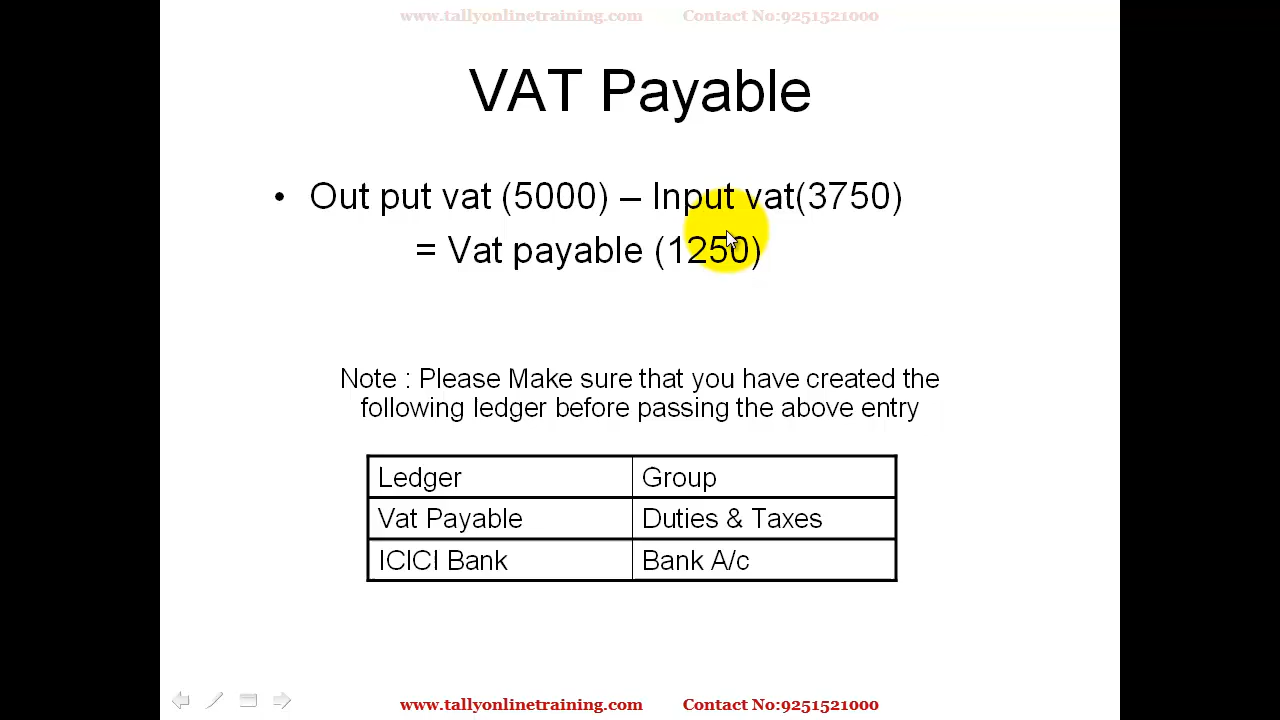 www.tallyonlinetraining.com Contact No:9251521000
VAT Payable
• Out put vat (5000) – Input vat(3750)
= Vat payable (1250)
Note : Please Make sure that you have created the
following ledger before passing the above entry
Ledger Group
Vat Payable Duties & Taxes
ICICI Bank Bank A/c
www.tallyonlinetraining.com Contact No:9251521000